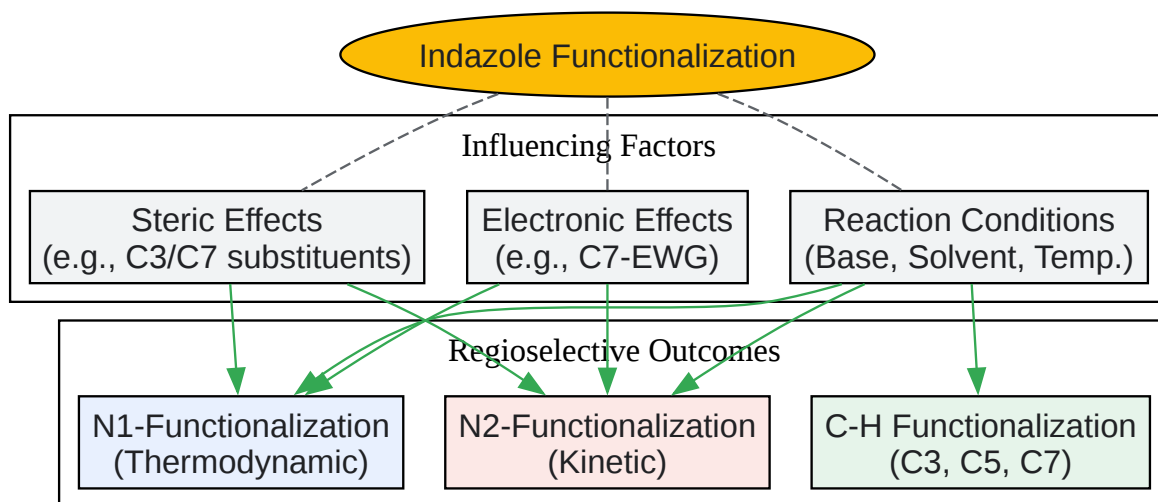 Indazole Functionalization
Influencing Factors
Steric Effects
(e.g., C3/C7 substituents)
Electronic Effects
(e.g., C7-EWG)
Reaction Conditions
(Base, Solvent, Temp.)
Regioselective Outcomes
N1-Functionalization
(Thermodynamic)
N2-Functionalization
(Kinetic)
C-H Functionalization
(C3, C5, C7)